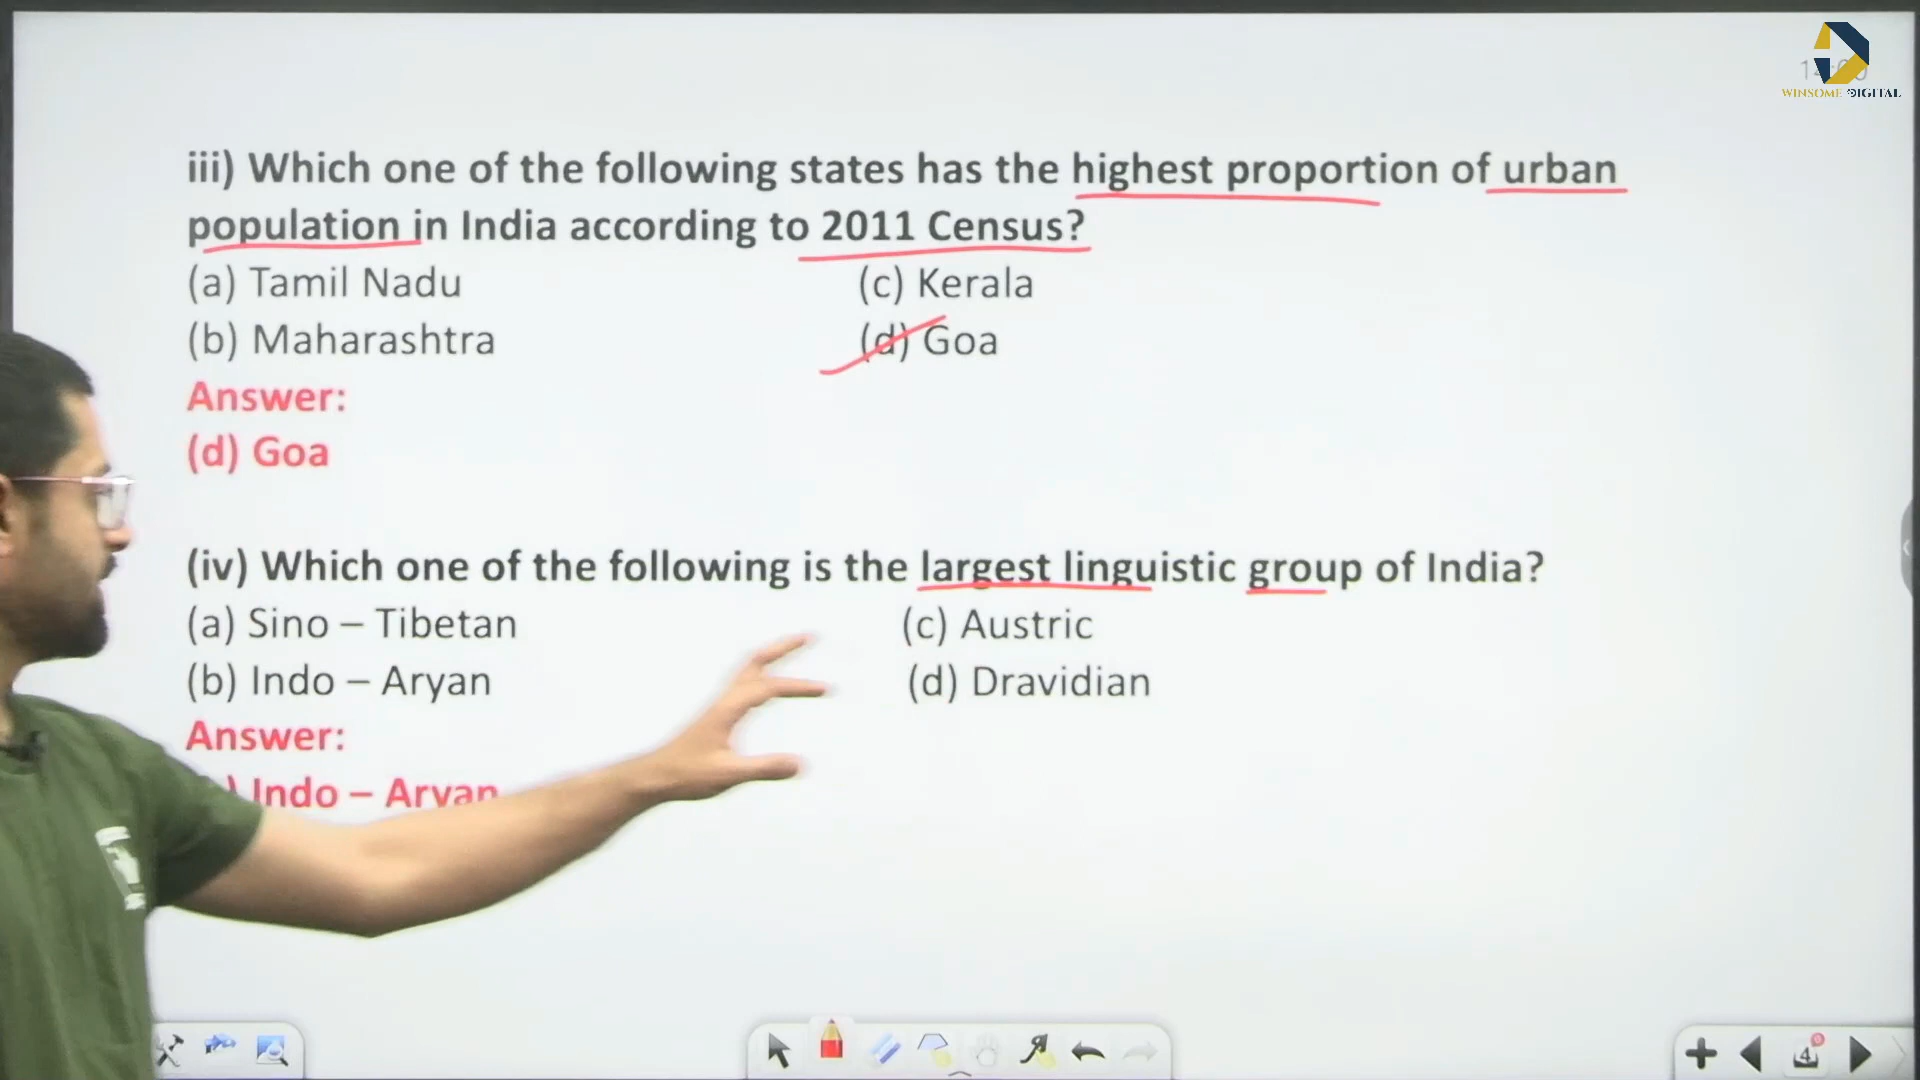 WINSOME DIGITAL
iii) Which one of the following states has the highest proportion of urban
population in India according to 2011 Census?
(a) Tamil Nadu (c) Kerala
(b) Maharashtra (d) Goa
Answer:
(d) Goa
(iv) Which one of the following is the largest linguistic group of India?
(a) Sino – Tibetan (c) Austric
(b) Indo – Aryan (d) Dravidian
Answer:
) Indo – Aryan
4